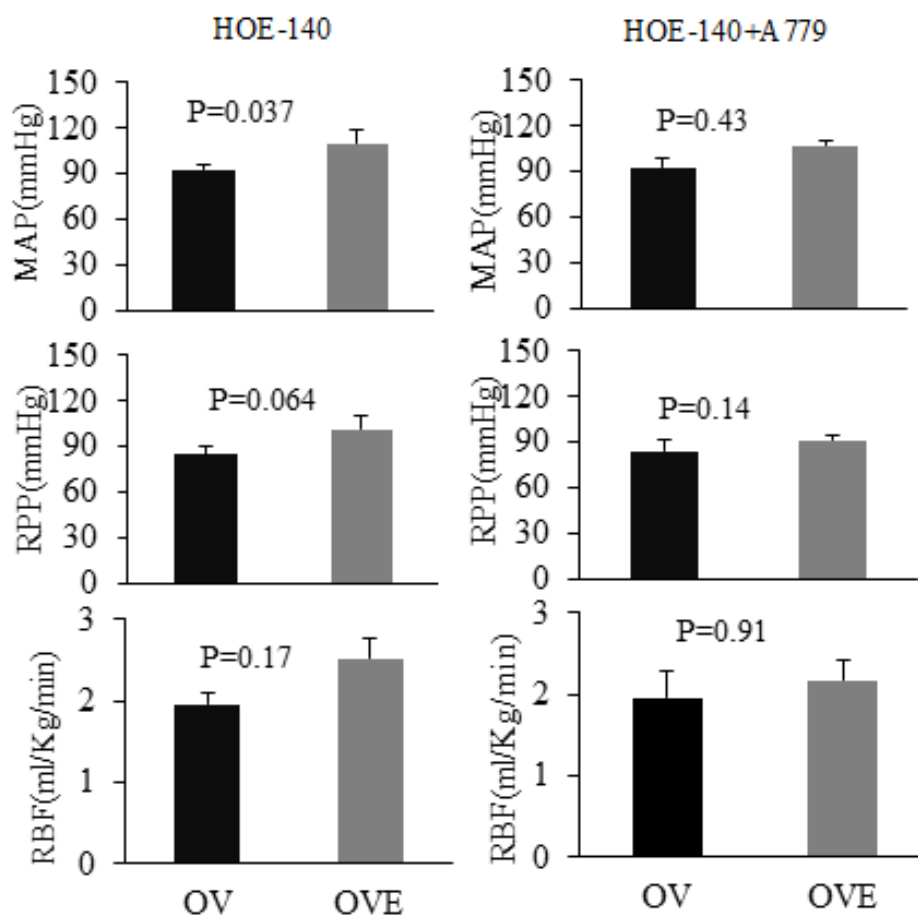 HOE-140
150
120
90
60
30
0
MAP(mmHg)
P=0.037
150
120
90
60
30
0
RPP(mmHg)
P=0.064
3
2
1
0
RBF(ml/Kg/min)
P=0.17
OV OVE
HOE-140+A779
150
120
90
60
30
0
MAP(mmHg)
P=0.43
150
120
90
60
30
0
RPP(mmHg)
P=0.14
3
2
1
0
RBF(ml/Kg/min)
P=0.91
OV OVE